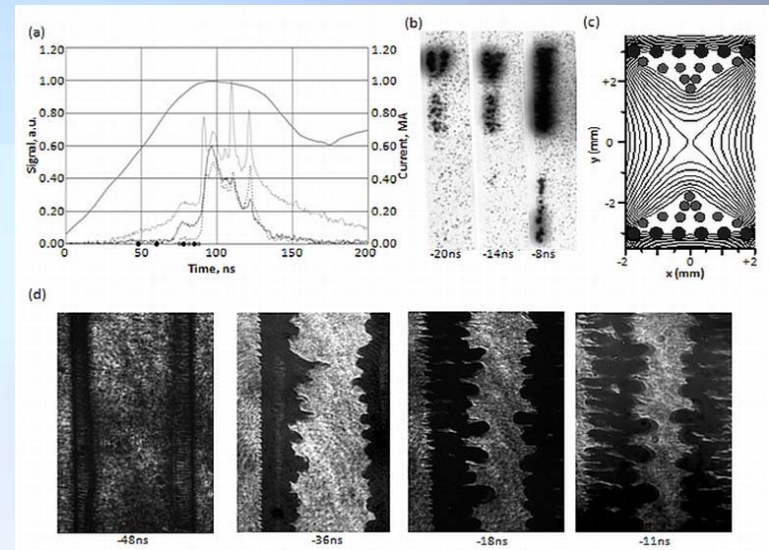 (a)
1.20
1.00
0.80
0.60
0.40
0.20
0.00
Signal, a.u.
1.20
1.00
0.80
0.60
0.40
0.20
0.00
Current, MA
0
50
100
150
200
Time, ns
(b)
-20ns
-14ns
-8ns
(c)
+2
0
-2
y (mm)
-2
0
+2
x (mm)
(d)
-48ns
-36ns
-18ns
-11ns